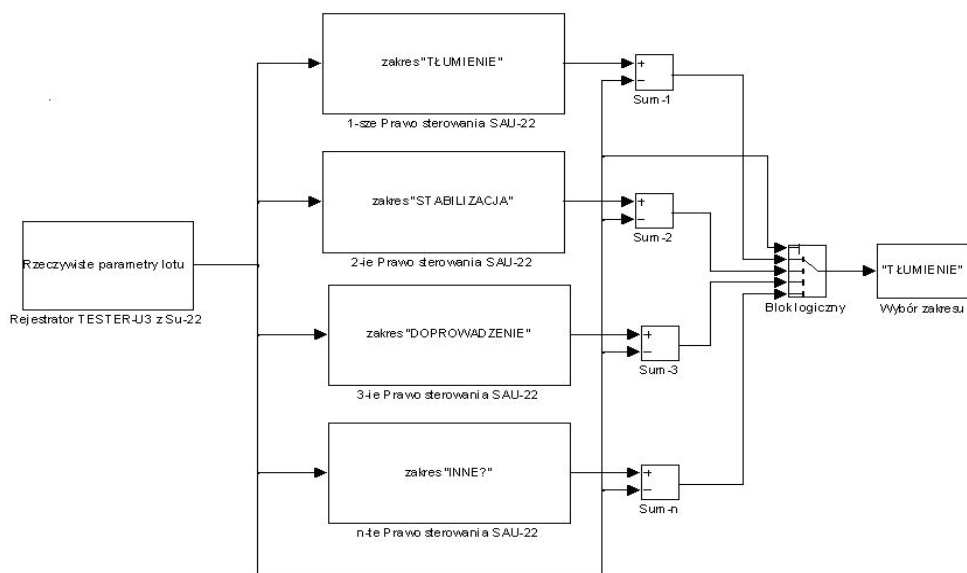 zakres"TŁUMIENIE"
1-sze Prawo sterowania SAU-22
+
−
Sum-1
zakres"STABILIZACJA"
2-ie Prawo sterowania SAU-22
+
−
Sum-2
Rzeczywiste parametry lotu
Rejestrator TESTER-U3 z Su-22
zakres"DOPROWADZENIE"
3-ie Prawo sterowania SAU-22
+
−
Sum-3
Blok logiczny
"TŁUMIENIE"
Wybór zakresu
zakres"INNE?"
n-te Prawo sterowania SAU-22
+
−
Sum-n